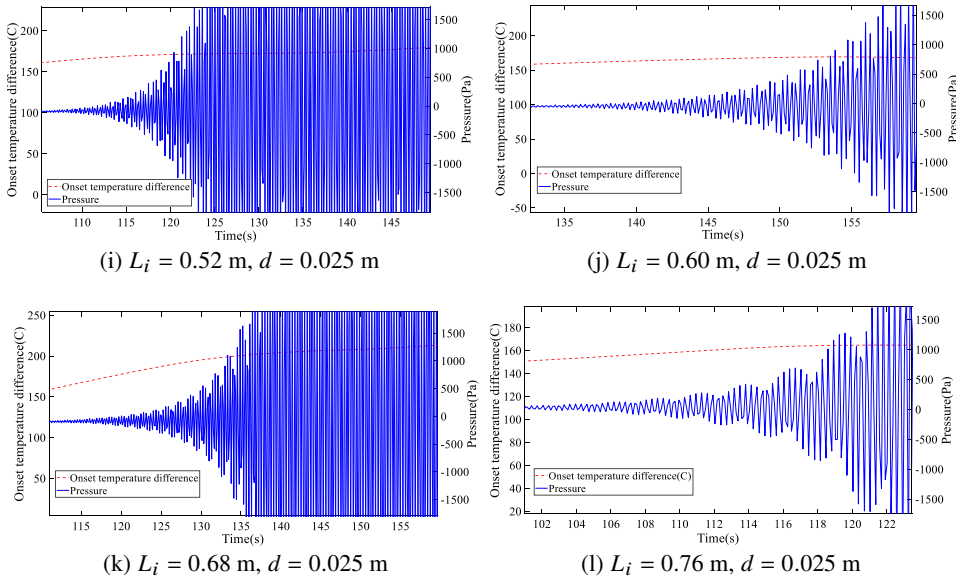 Onset temperature difference(C)
200
150
100
50
0
1500
1000
500
0
-500
-1000
-1500
Pressure(Pa)
Onset temperature difference
Pressure
110 115 120 125 130 135 140 145
Time(s)
(i) L_i = 0.52 m, d = 0.025 m
Onset temperature difference(C)
200
150
100
50
0
-50
1500
1000
500
0
-500
-1000
-1500
Pressure(Pa)
Onset temperature difference
Pressure
135 140 145 150 155
Time(s)
(j) L_i = 0.60 m, d = 0.025 m
Onset temperature difference(C)
250
200
150
100
50
1500
1000
500
0
-500
-1000
-1500
Pressure(Pa)
Onset temperature difference
Pressure
115 120 125 130 135 140 145 150 155
Time(s)
(k) L_i = 0.68 m, d = 0.025 m
Onset temperature difference(C)
180
160
140
120
100
80
60
40
20
1500
1000
500
0
-500
-1000
-1500
Pressure(Pa)
Onset temperature difference(C)
Pressure
102 104 106 108 110 112 114 116 118 120 122
Time(s)
(l) L_i = 0.76 m, d = 0.025 m